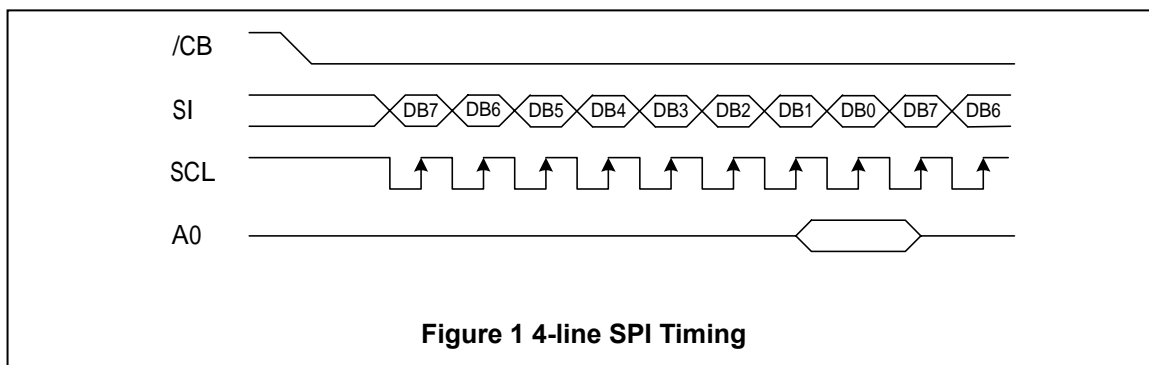 /CB
SI DB7 DB6 DB5 DB4 DB3 DB2 DB1 DB0 DB7 DB6
SCL
A0
Figure 1 4-line SPI Timing